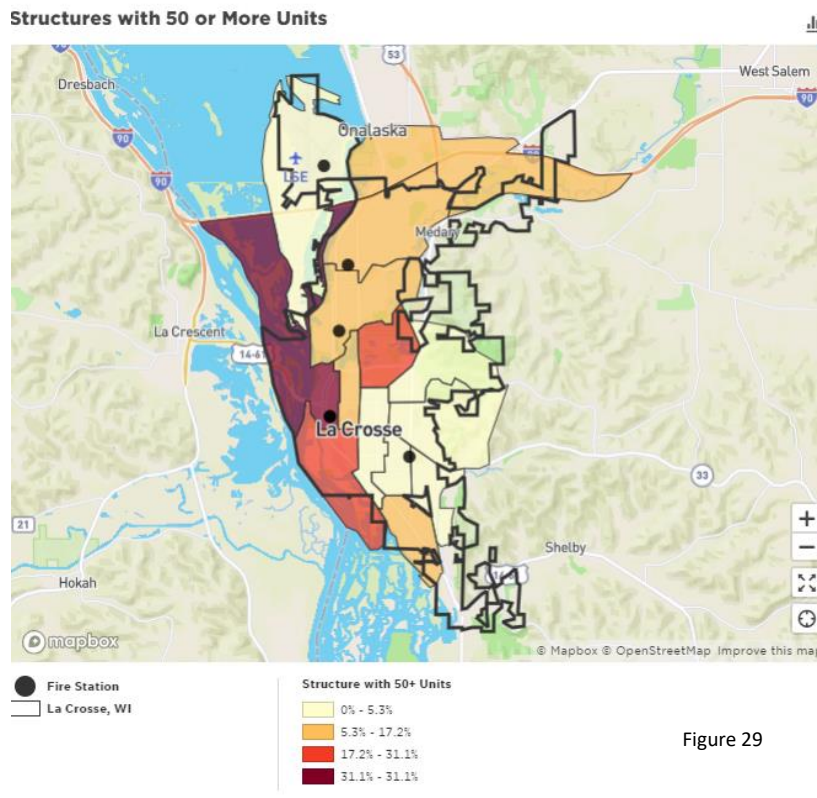 Structures with 50 or More Units
53
West Salem
90
Dresbach
90
Onalaska
90
LSE
90
Medary
La Crescent
14-61
La Crosse
33
21
Shelby
Hokah
mapbox
© Mapbox © OpenStreetMap Improve this map
Fire Station
La Crosse, WI
Structure with 50+ Units
0% - 5.3%
5.3% - 17.2%
17.2% - 31.1%
31.1% - 31.1%
Figure 29